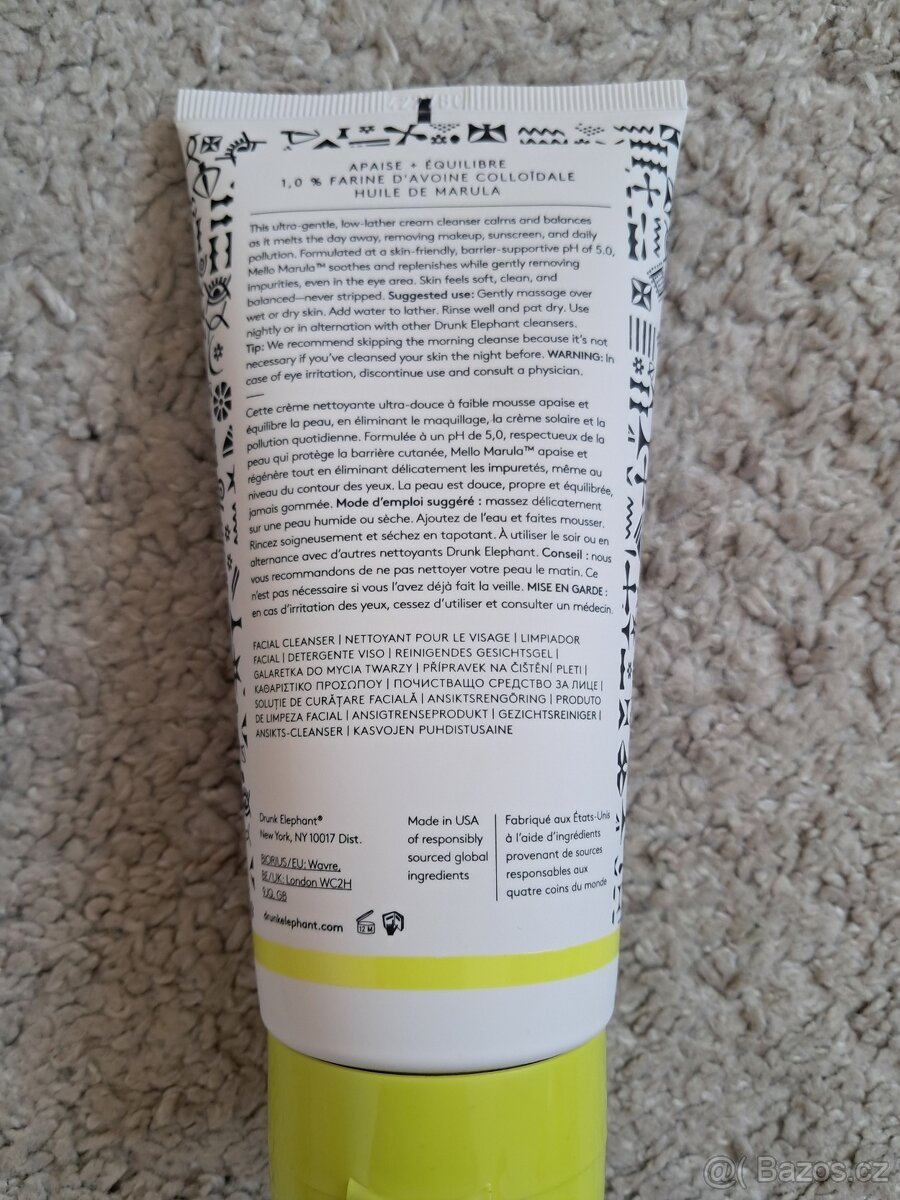 APAISE + ÉQUILIBRE
1,0 % FARINE D'AVOINE COLLOÏDALE
HUILE DE MARULA
This ultra-gentle, low-lather cream cleanser calms and balances
as it melts the day away, removing makeup, sunscreen, and daily
pollution. Formulated at a skin-friendly, barrier-supportive pH of 5.0,
Mello Marula™ soothes and replenishes while gently removing
impurities, even in the eye area. Skin feels soft, clean, and
balanced—never stripped. Suggested use: Gently massage over
wet or dry skin. Add water to lather. Rinse well and pat dry. Use
nightly or in alternation with other Drunk Elephant cleansers.
Tip: We recommend skipping the morning cleanse because it's not
necessary if you've cleansed your skin the night before. WARNING: In
case of eye irritation, discontinue use and consult a physician.
Cette crème nettoyante ultra-douce à faible mousse apaise et
équilibre la peau, en éliminant le maquillage, la crème solaire et la
pollution quotidienne. Formulée à un pH de 5,0, respectueux de la
peau qui protège la barrière cutanée, Mello Marula™ apaise et
régénère tout en éliminant délicatement les impuretés, même au
niveau du contour des yeux. La peau est douce, propre et équilibrée,
jamais gommée. Mode d'emploi suggéré : massez délicatement
sur une peau humide ou sèche. Ajoutez de l'eau et faites mousser.
Rincez soigneusement et séchez en tapotant. À utiliser le soir ou en
alternance avec d'autres nettoyants Drunk Elephant. Conseil : nous
vous recommandons de ne pas nettoyer votre peau le matin. Ce
n'est pas nécessaire si vous l'avez déjà fait la veille. MISE EN GARDE :
en cas d'irritation des yeux, cessez d'utiliser et consulter un médecin.
FACIAL CLEANSER | NETTOYANT POUR LE VISAGE | LIMPIADOR
FACIAL | DETERGENTE VISO | REINIGENDES GESICHTSGEL |
GALARETKA DO MYCIA TWARZY | PŘÍPRAVEK NA ČIŠTĚNÍ PLETI |
ΚΑΘΑΡΙΣΤΙΚΟ ΠΡΟΣΩΠΟΥ | ПОЧИСТВАЩО СРЕДСТВО ЗА ЛИЦЕ |
SOLUȚIE DE CURĂȚARE FACIALĂ | ANSIKTSRENGÖRING | PRODUTO
DE LIMPEZA FACIAL | ANSIGTRENSEPRODUKT | GEZICHTSREINIGER |
ANSIKTS-CLEANSER | KASVOJEN PUHDISTUSAINE
Drunk Elephant®
New York, NY 10017 Dist.
BIORIUS/EU: Wavre,
BE/UK: London WC2H
9JQ, GB
drunkelephant.com
12 M
Made in USA
of responsibly
sourced global
ingredients
Fabriqué aux États-Unis
à l'aide d'ingrédients
provenant de sources
responsables aux
quatre coins du monde
@( Bazos.cz